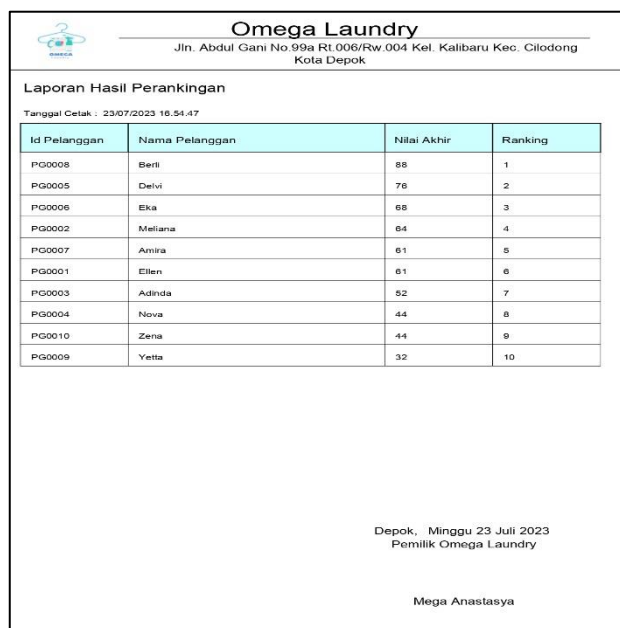 OMEGA
Omega Laundry
Jln. Abdul Gani No.99a Rt.006/Rw.004 Kel. Kalibaru Kec. Cilodong
Kota Depok
Laporan Hasil Perankingan
Tanggal Cetak : 23/07/2023 16.54.47
Id Pelanggan Nama Pelanggan Nilai Akhir Ranking
PG0008 Berli 88 1
PG0005 Delvi 76 2
PG0006 Eka 68 3
PG0002 Meliana 64 4
PG0007 Amira 61 5
PG0001 Ellen 61 6
PG0003 Adinda 52 7
PG0004 Nova 44 8
PG0010 Zena 44 9
PG0009 Yetta 32 10
Depok, Minggu 23 Juli 2023
Pemilik Omega Laundry
Mega Anastasya